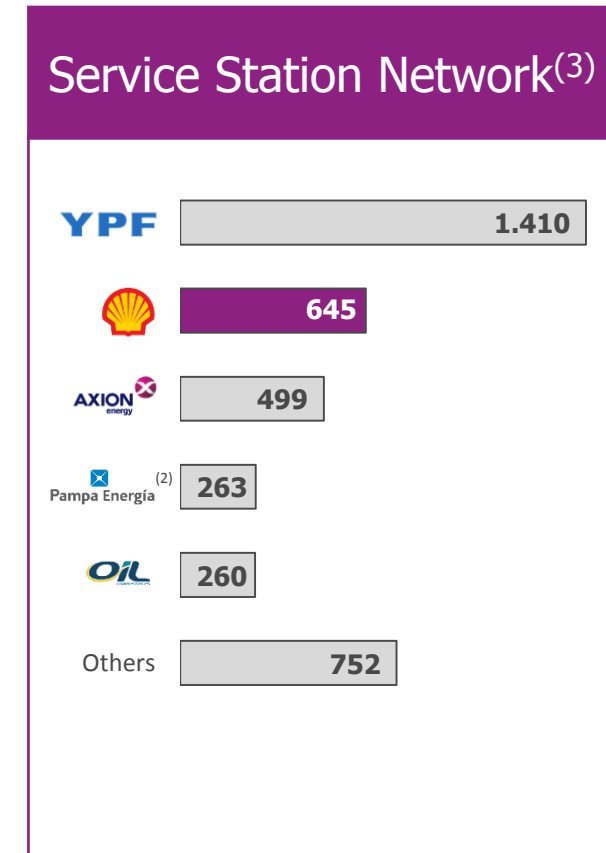 Service Station Network(3)
YPF
1.410
645
AXION
energy
499
Pampa Energía(2)
263
OiL
260
Others
752